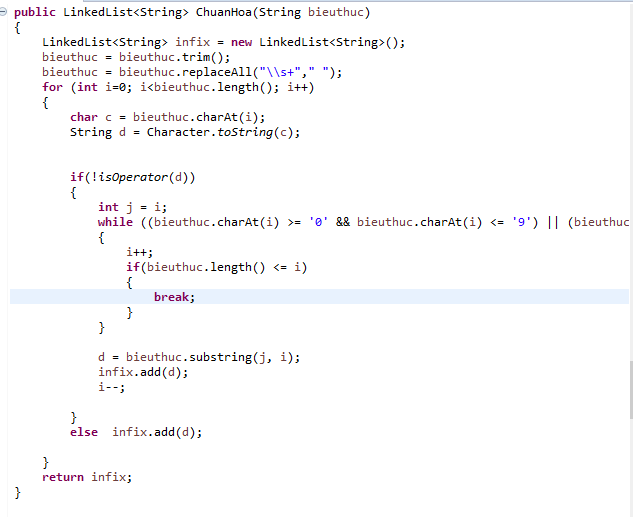 public LinkedList<String> ChuanHoa(String bieuthuc)
{
LinkedList<String> infix = new LinkedList<String>();
bieuthuc = bieuthuc.trim();
bieuthuc = bieuthuc.replaceAll("\\s+"," ");
for (int i=0; i<bieuthuc.length(); i++)
{
char c = bieuthuc.charAt(i);
String d = Character.toString(c);
if(!isOperator(d))
{
int j = i;
while ((bieuthuc.charAt(i) >= '0' && bieuthuc.charAt(i) <= '9') || (bieuthuc
{
i++;
if(bieuthuc.length() <= i)
{
break;
}
}
d = bieuthuc.substring(j, i);
infix.add(d);
i--;
}
else  infix.add(d);
}
return infix;
}